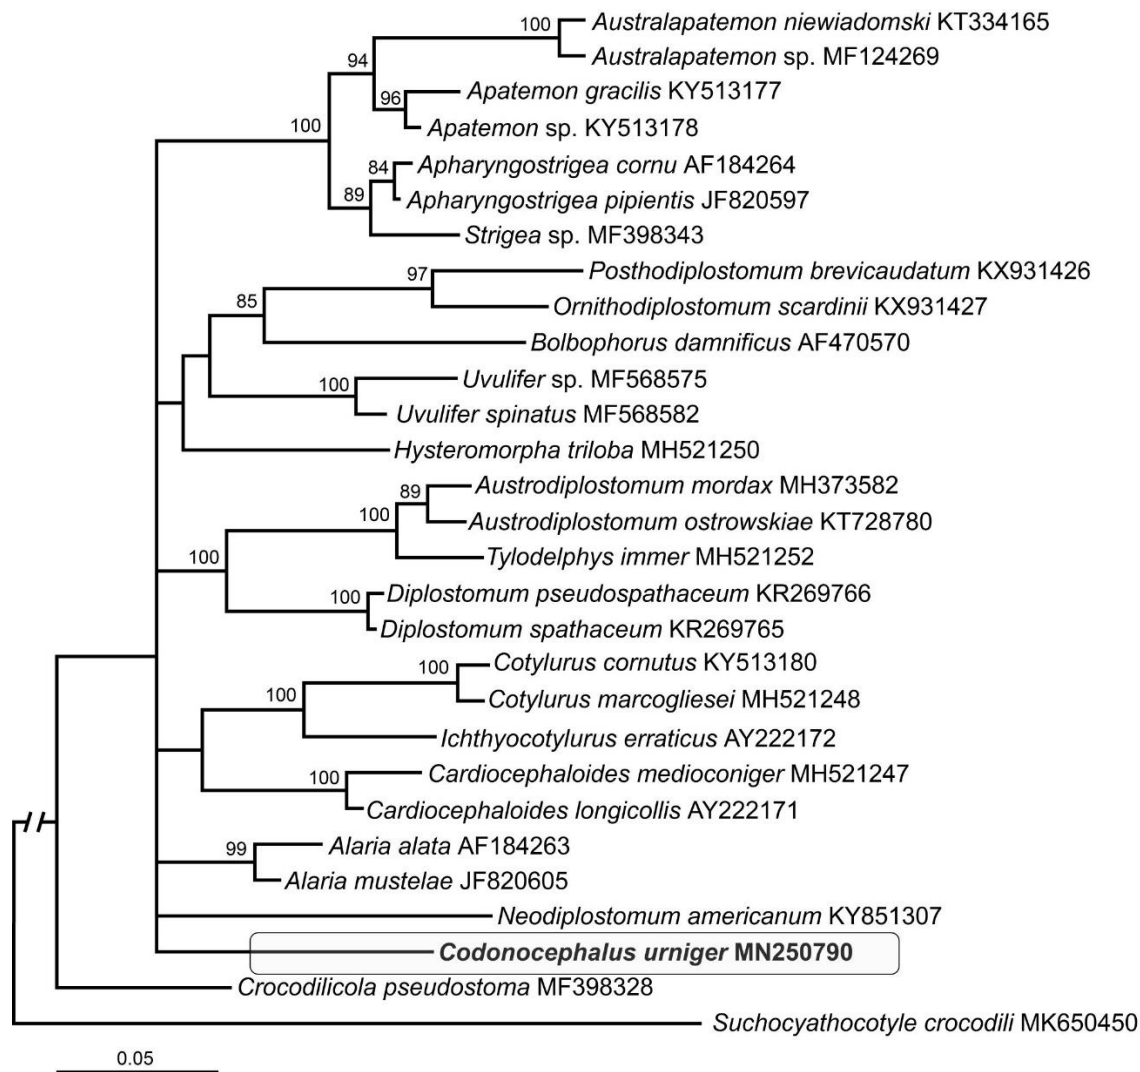 100
Australapatemon niewiadomski KT334165
Australapatemon sp. MF124269
94
Apatemon gracilis KY513177
96
Apatemon sp. KY513178
100
Apharyngostrigea cornu AF184264
84
Apharyngostrigea pipientis JF820597
89
Strigea sp. MF398343
97
Posthodiplostomum brevicaudatum KX931426
85
Ornithodiplostomum scardinii KX931427
Bolbophorus damnificus AF470570
Uvulifer sp. MF568575
100
Uvulifer spinatus MF568582
Hysteromorpha triloba MH521250
89
Austrodiplostomum mordax MH373582
100
Austrodiplostomum ostrowskiae KT728780
100
Tylodelphys immer MH521252
100
Diplostomum pseudospathaceum KR269766
Diplostomum spathaceum KR269765
100
Cotylurus cornutus KY513180
100
Cotylurus marcogliesei MH521248
Ichthyocotylurus erraticus AY222172
100
Cardiocephaloides medioconiger MH521247
Cardiocephaloides longicollis AY222171
99
Alaria alata AF184263
Alaria mustelae JF820605
Neodiplostomum americanum KY851307
Codonocephalus urniger MN250790
Crocodilicola pseudostoma MF398328
Suchocyathocotyle crocodili MK650450
0.05